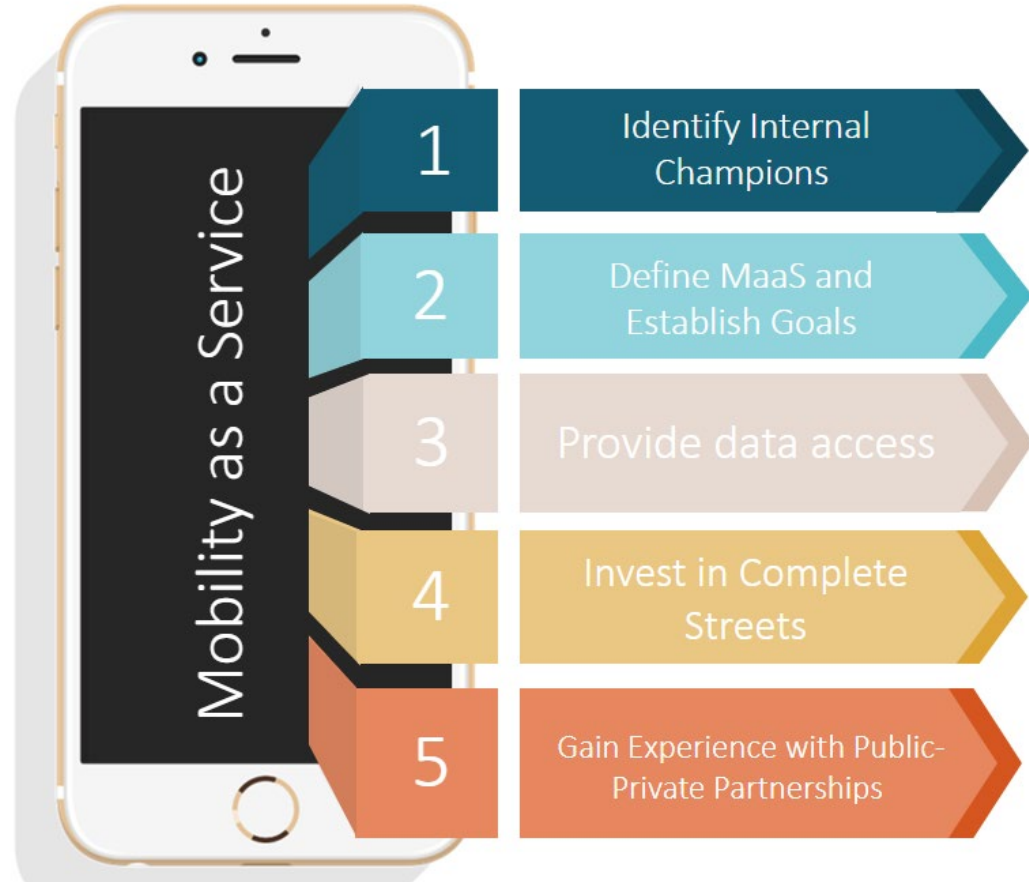 Mobility as a Service
1
Identify Internal
Champions
2
Define MaaS and
Establish Goals
3
Provide data access
4
Invest in Complete
Streets
5
Gain Experience with Public-
Private Partnerships